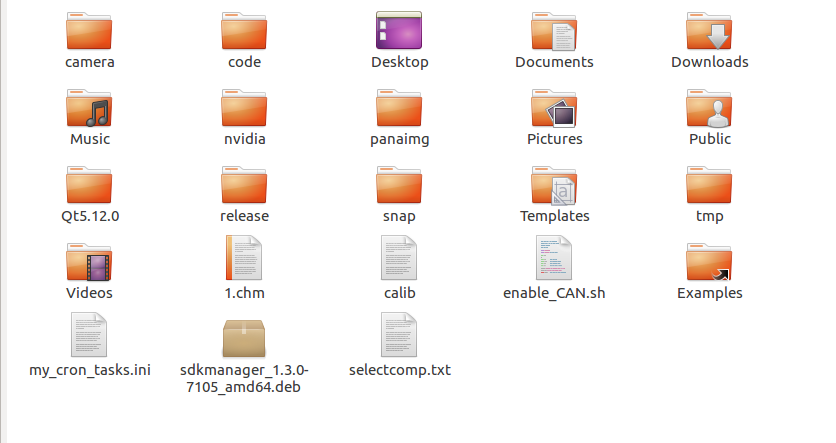 camera
code
Desktop
Documents
Downloads
Music
nvidia
panaimg
Pictures
Public
Qt5.12.0
release
snap
Templates
tmp
Videos
1.chm
calib
enable_CAN.sh
Examples
my_cron_tasks.ini
sdkmanager_1.3.0-
7105_amd64.deb
selectcomp.txt